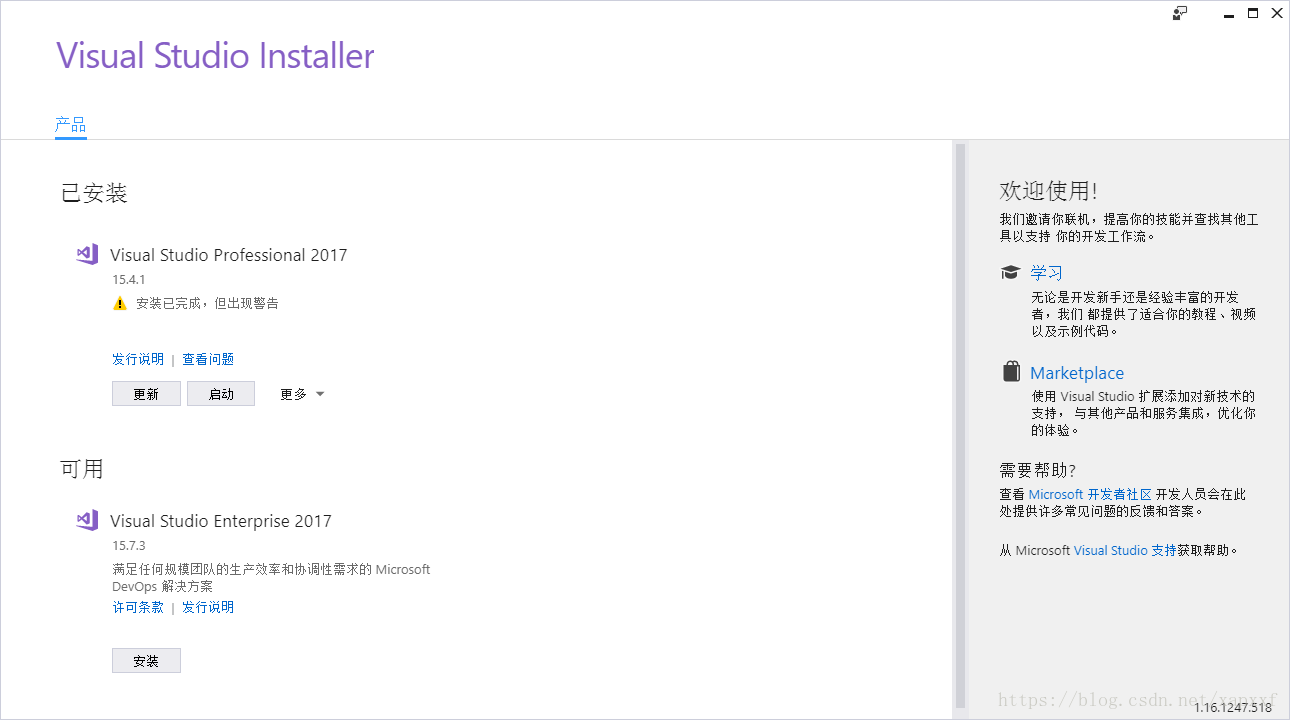 Visual Studio Installer
产品
已安装
Visual Studio Professional 2017
15.4.1
安装已完成，但出现警告
发行说明 | 查看问题
更新 启动 更多
可用
Visual Studio Enterprise 2017
15.7.3
满足任何规模团队的生产效率和协调性需求的 Microsoft
DevOps 解决方案
许可条款 | 发行说明
安装
欢迎使用!
我们邀请你联机，提高你的技能并查找其他工
具以支持 你的开发工作流。
学习
无论是开发新手还是经验丰富的开发
者，我们 都提供了适合你的教程、视频
以及示例代码。
Marketplace
使用 Visual Studio 扩展添加对新技术的
支持， 与其他产品和服务集成，优化你
的体验。
需要帮助?
查看 Microsoft 开发者社区 开发人员会在此
处提供许多常见问题的反馈和答案。
从 Microsoft Visual Studio 支持获取帮助。
https://blog.csdn.net/xapxxf
1.16.1247.518